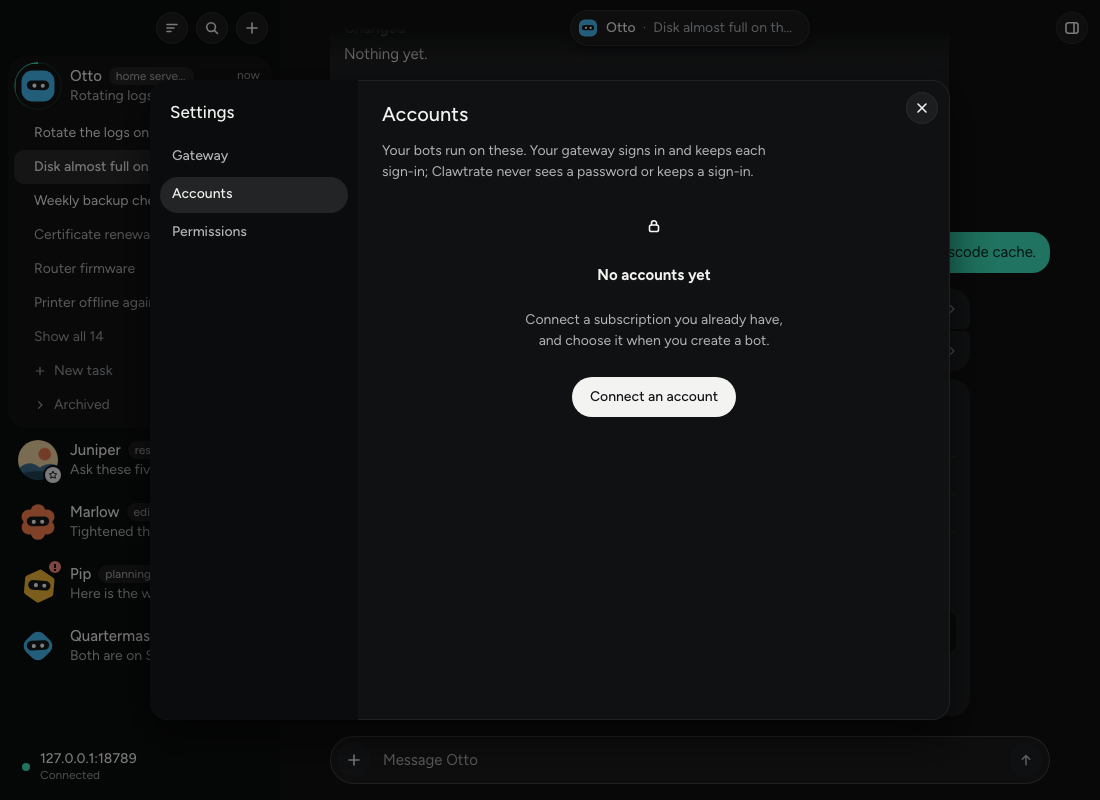 Otto · Disk almost full on th...
Nothing yet.
Otto home serve... now
Rotating logs
Rotate the logs on
Disk almost full on
Weekly backup che
Certificate renewa
Router firmware
Printer offline agai
Show all 14
+ New task
Archived
Juniper res
Ask these fiv
Marlow edi
Tightened th
Pip planning
Here is the w
Quartermas
Both are on S
127.0.0.1:18789
Connected
Settings
Gateway
Accounts
Permissions
Accounts
Your bots run on these. Your gateway signs in and keeps each
sign-in; Clawtrate never sees a password or keeps a sign-in.
No accounts yet
Connect a subscription you already have,
and choose it when you create a bot.
Connect an account
scode cache.
Message Otto